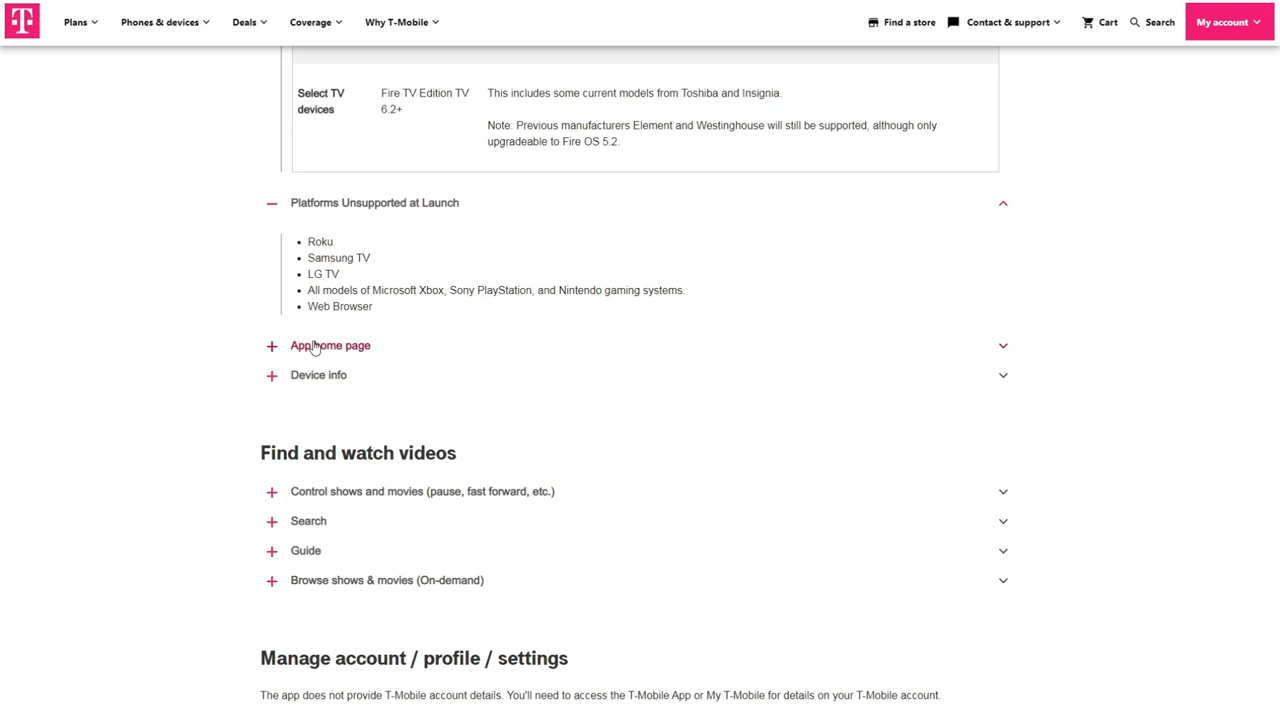 T Plans Phones & devices Deals Coverage Why T-Mobile Find a store Contact & support Cart Search My account
Select TV devices
Fire TV Edition TV 6.2+
This includes some current models from Toshiba and Insignia.
Note: Previous manufacturers Element and Westinghouse will still be supported, although only
upgradeable to Fire OS 5.2.
Platforms Unsupported at Launch
• Roku
• Samsung TV
• LG TV
• All models of Microsoft Xbox, Sony PlayStation, and Nintendo gaming systems.
• Web Browser
App home page
Device info
Find and watch videos
Control shows and movies (pause, fast forward, etc.)
Search
Guide
Browse shows & movies (On-demand)
Manage account / profile / settings
The app does not provide T-Mobile account details. You'll need to access the T-Mobile App or My T-Mobile for details on your T-Mobile account.